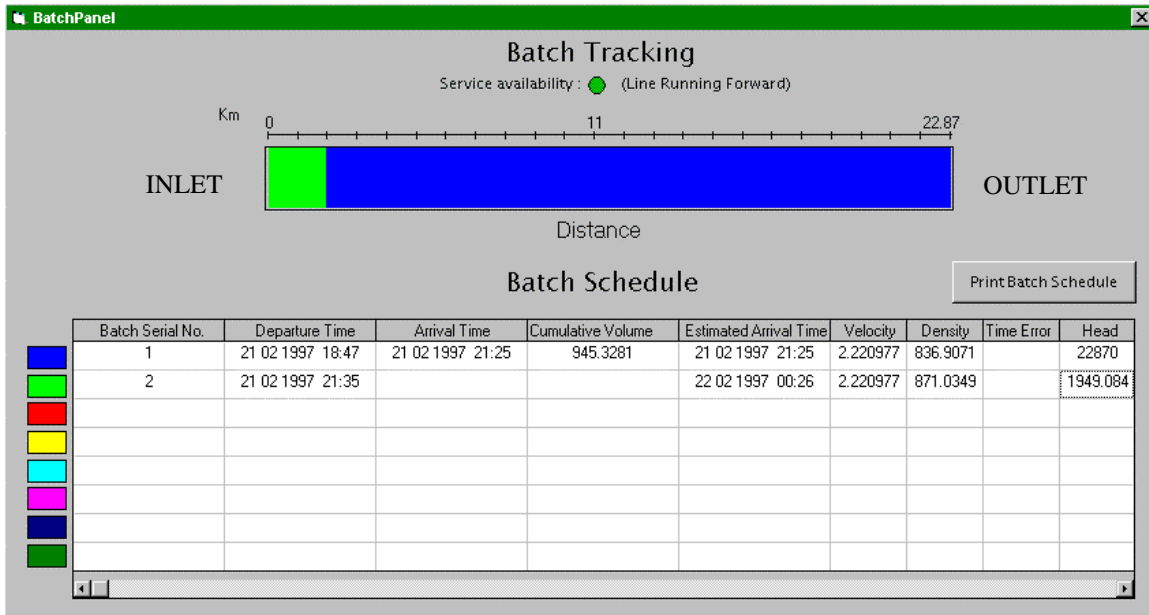 BatchPanel
Batch Tracking
Service availability : (Line Running Forward)
Km
0 11 22.87
INLET OUTLET
Distance
Batch Schedule
Print Batch Schedule
Batch Serial No. Departure Time Arrival Time Cumulative Volume Estimated Arrival Time Velocity Density Time Error Head
1 21 02 1997 18:47 21 02 1997 21:25 945.3281 21 02 1997 21:25 2.220977 836.9071 22870
2 21 02 1997 21:35 22 02 1997 00:26 2.220977 871.0349 1949.084